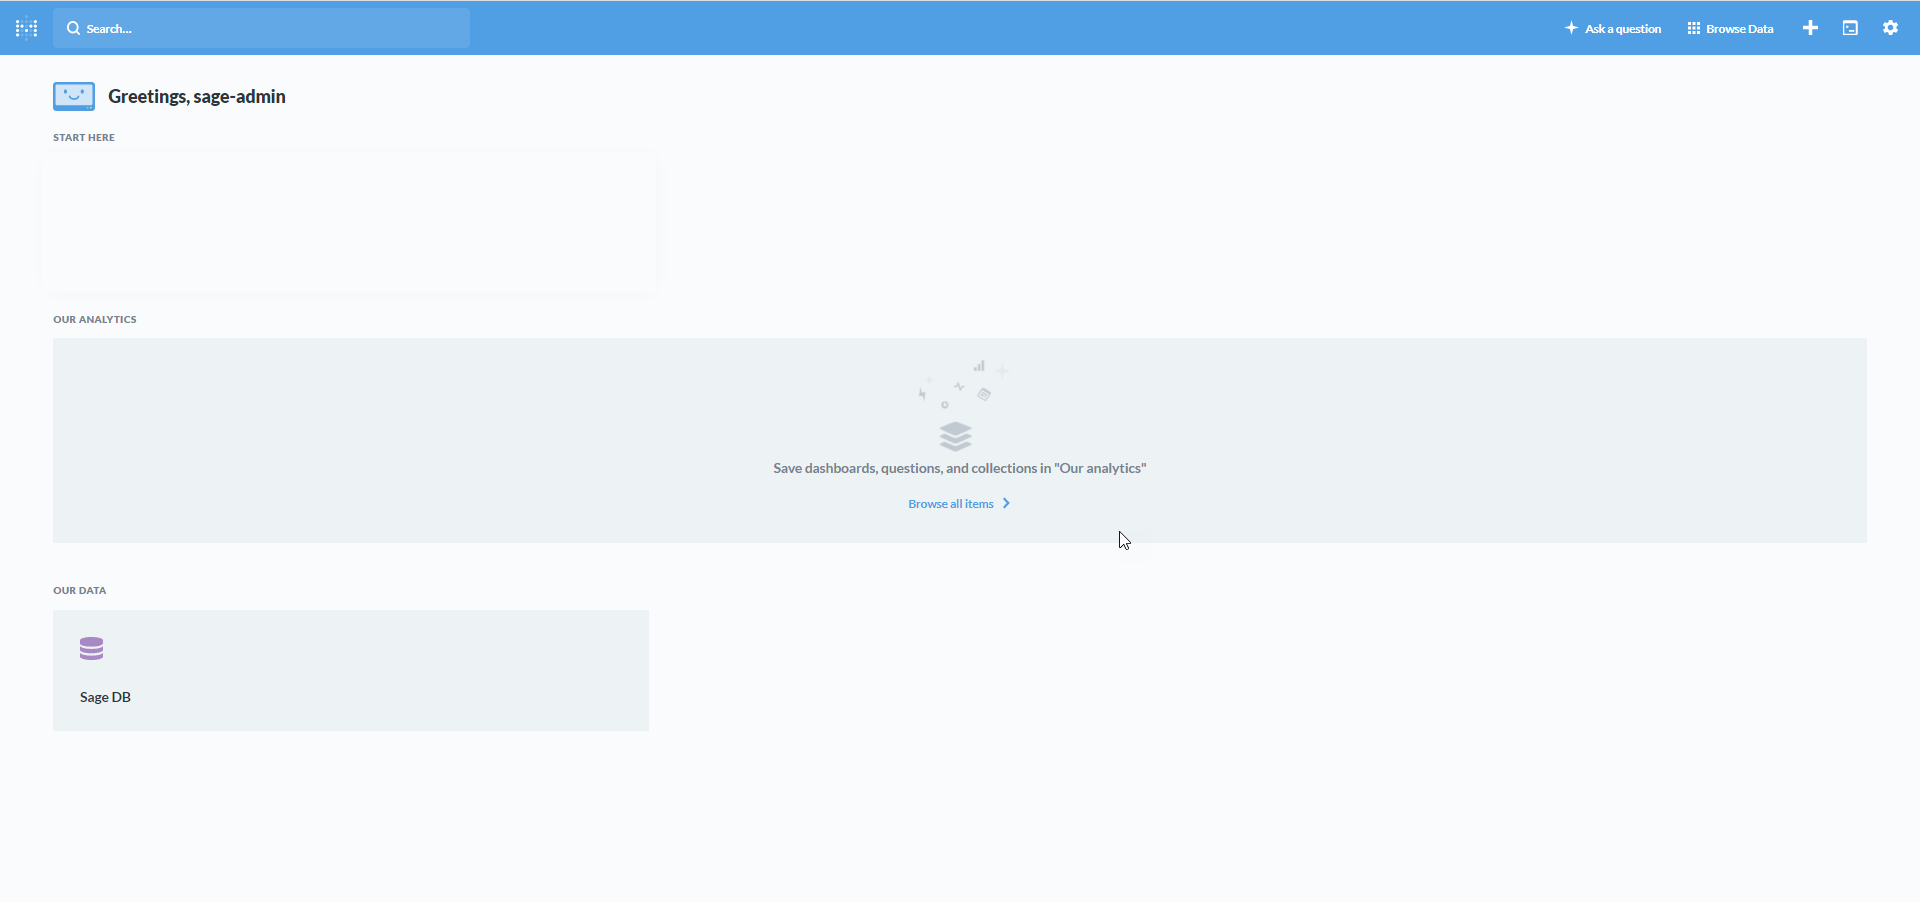 Search...
Ask a question
Browse Data
Greetings, sage-admin
START HERE
OUR ANALYTICS
Save dashboards, questions, and collections in "Our analytics"
Browse all items
OUR DATA
Sage DB